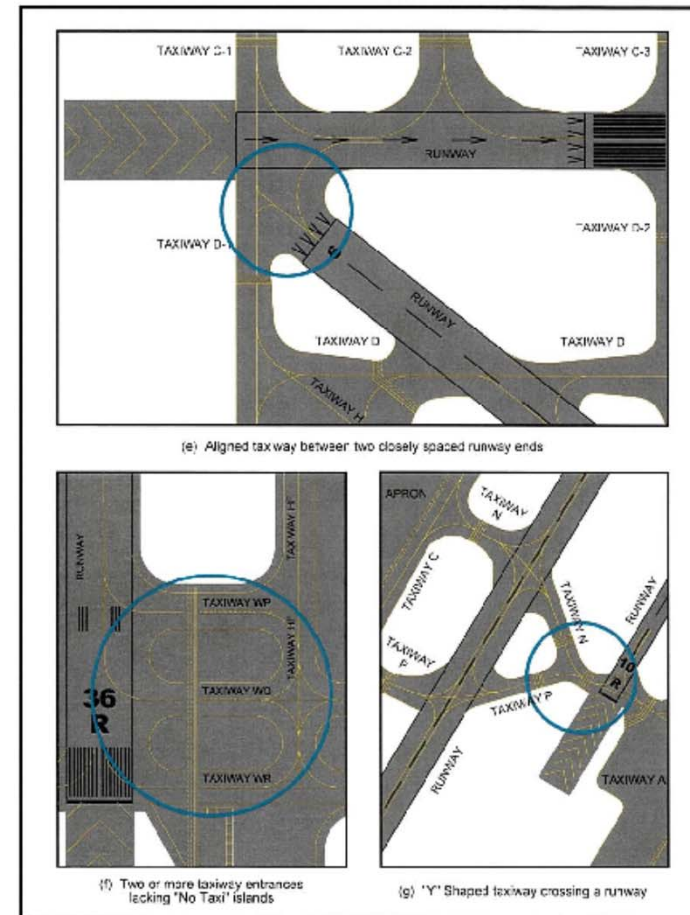 TAXIWAY C-1
TAXIWAY C-2
TAXIWAY C-3
RUNWAY
TAXIWAY D-1
TAXIWAY D-2
RUNWAY
TAXIWAY D
TAXIWAY D
TAXIWAY H
(e) Aligned taxiway between two closely spaced runway ends
RUNWAY
TAXIWAY HF
TAXIWAY WP
TAXIWAY HF
36
R
TAXIWAY WQ
TAXIWAY WR
(f) Two or more taxiway entrances
lacking "No Taxi" islands
APRON
TAXIWAY
N
TAXIWAY C
TAXIWAY N
RUNWAY
TAXIWAY
P
10
R
TAXIWAY P
RUNWAY
TAXIWAY A
(g) "Y" Shaped taxiway crossing a runway